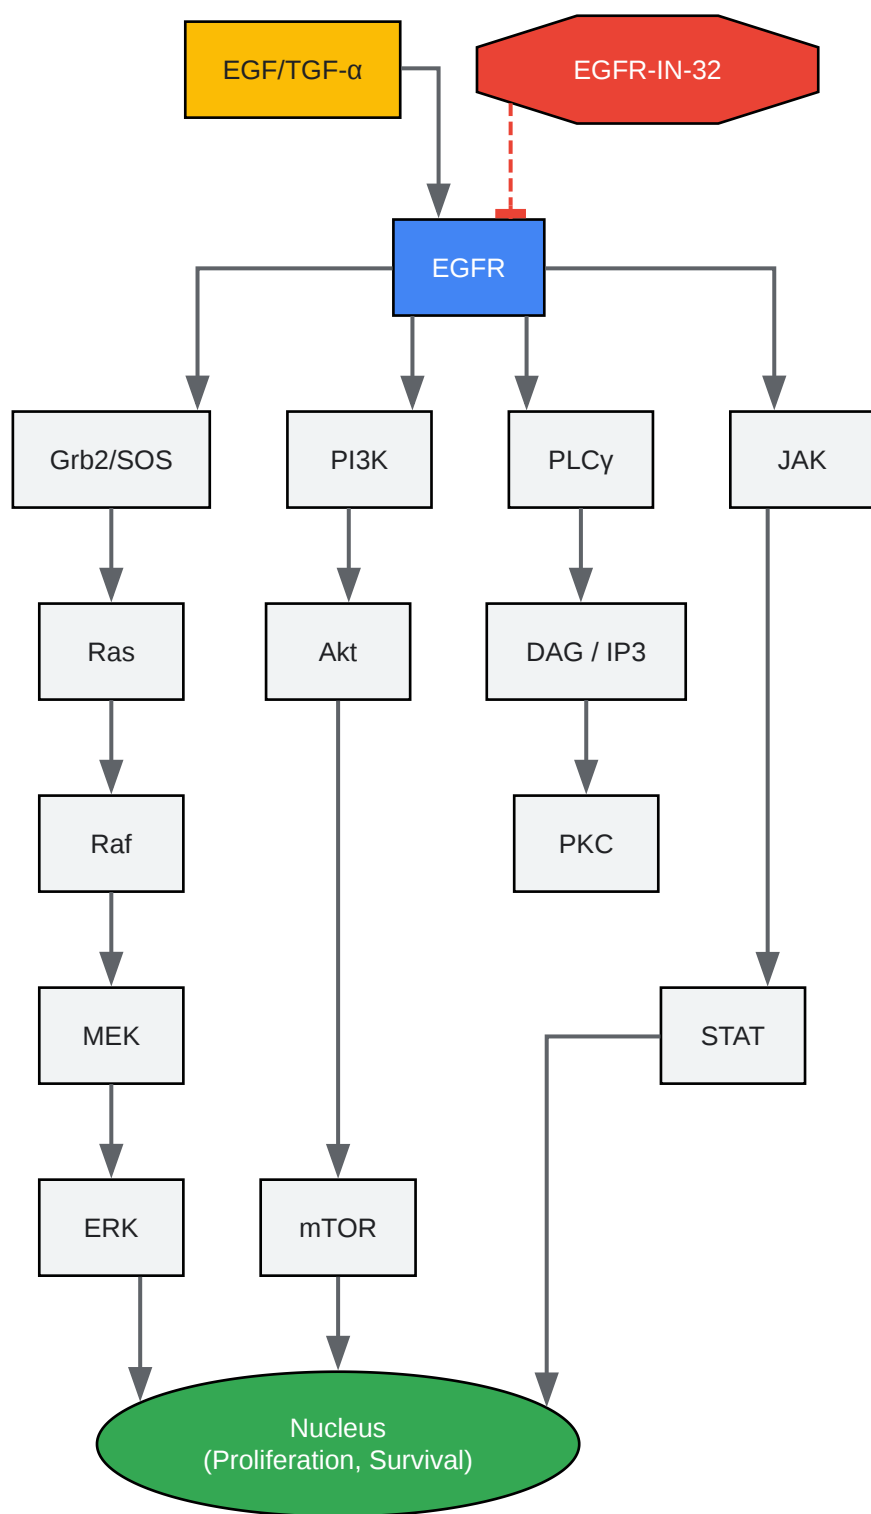 EGF/TGF-α
EGFR-IN-32
EGFR
Grb2/SOS
PI3K
PLCγ
JAK
Ras
Akt
DAG / IP3
Raf
PKC
MEK
STAT
ERK
mTOR
Nucleus
(Proliferation, Survival)